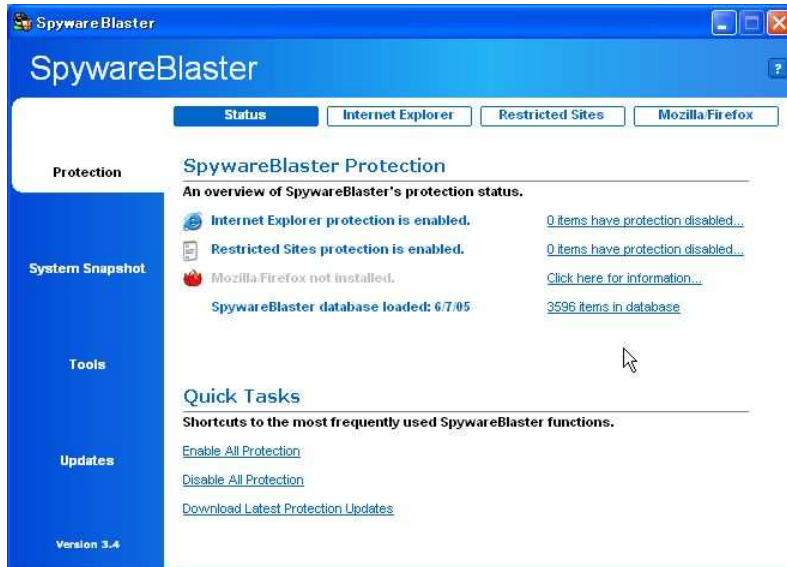 SpywareBlaster
SpywareBlaster
?
Status Internet Explorer Restricted Sites Mozilla/Firefox
Protection
System Snapshot
Tools
Updates
Version 3.4
SpywareBlaster Protection
An overview of SpywareBlaster's protection status.
Internet Explorer protection is enabled. 0 items have protection disabled...
Restricted Sites protection is enabled. 0 items have protection disabled...
Mozilla/Firefox not installed. Click here for information...
SpywareBlaster database loaded: 6/7/05 3596 items in database
Quick Tasks
Shortcuts to the most frequently used SpywareBlaster functions.
Enable All Protection
Disable All Protection
Download Latest Protection Updates